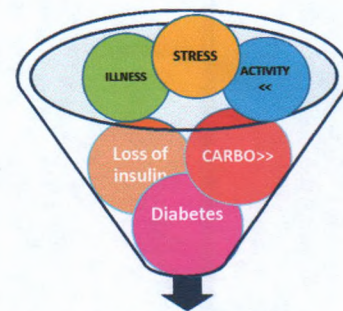 STRESS
ILLNESS
ACTIVITY
<<
Loss of
insulin
CARBO>>
Diabetes